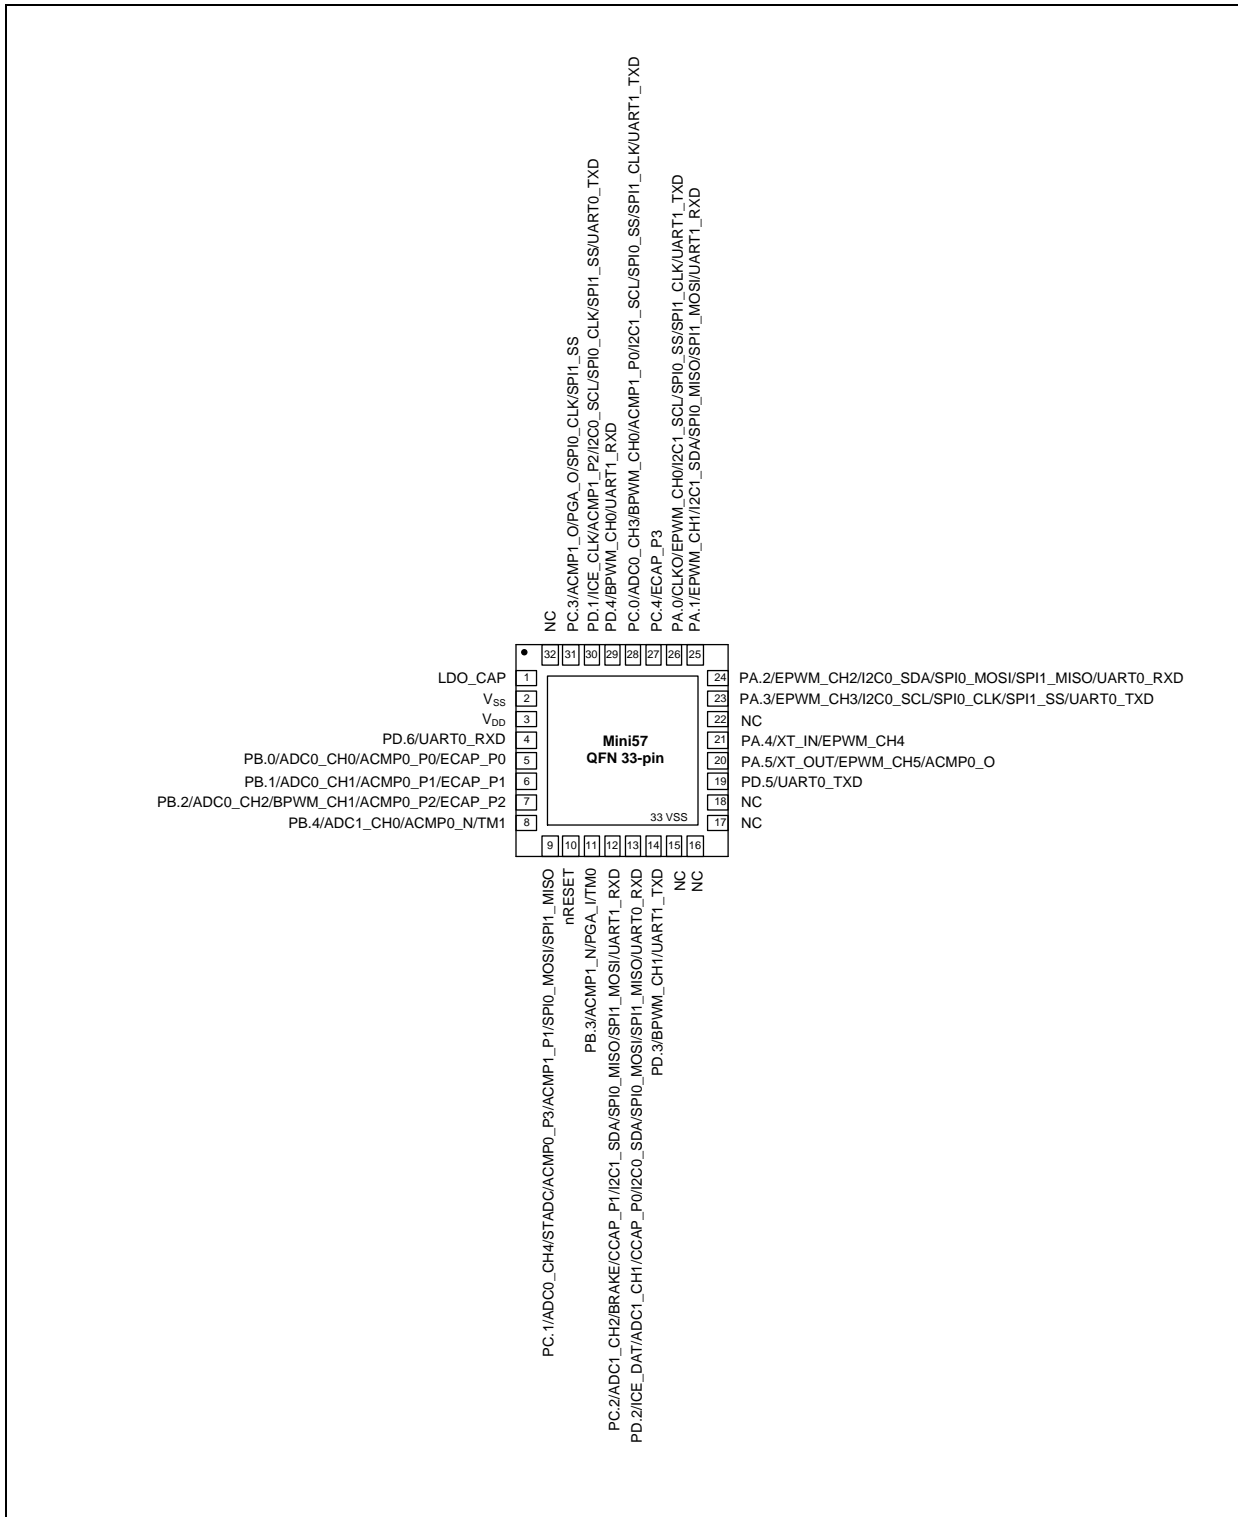 NC
PC.3/ACMP1_O/PGA_O/SPI0_CLK/SPI1_SS
PD.1/ICE_CLK/ACMP1_P2/I2C0_SCL/SPI0_CLK/SPI1_SS/UART0_TXD
PD.4/BPWM_CH0/UART1_RXD
PC.0/ADC0_CH3/BPWM_CH0/ACMP1_P0/I2C1_SCL/SPI0_SS/SPI1_CLK/UART1_TXD
PC.4/ECAP_P3
PA.0/CLKO/EPWM_CH0/I2C1_SCL/SPI0_SS/SPI1_CLK/UART1_TXD
PA.1/EPWM_CH1/I2C1_SDA/SPI0_MISO/SPI1_MOSI/UART1_RXD
32 31 30 29 28 27 26 25
LDO_CAP 1
VSS 2
VDD 3
PD.6/UART0_RXD 4
PB.0/ADC0_CH0/ACMP0_P0/ECAP_P0 5
PB.1/ADC0_CH1/ACMP0_P1/ECAP_P1 6
PB.2/ADC0_CH2/BPWM_CH1/ACMP0_P2/ECAP_P2 7
PB.4/ADC1_CH0/ACMP0_N/TM1 8
Mini57
QFN 33-pin
33 VSS
24 PA.2/EPWM_CH2/I2C0_SDA/SPI0_MOSI/SPI1_MISO/UART0_RXD
23 PA.3/EPWM_CH3/I2C0_SCL/SPI0_CLK/SPI1_SS/UART0_TXD
22 NC
21 PA.4/XT_IN/EPWM_CH4
20 PA.5/XT_OUT/EPWM_CH5/ACMP0_O
19 PD.5/UART0_TXD
18 NC
17 NC
9 10 11 12 13 14 15 16
PC.1/ADC0_CH4/STADC/ACMP0_P3/ACMP1_P1/SPI0_MOSI/SPI1_MISO
nRESET
PB.3/ACMP1_N/PGA_I/TM0
PC.2/ADC1_CH2/BRAKE/CCAP_P1/I2C1_SDA/SPI0_MISO/SPI1_MOSI/UART1_RXD
PD.2/ICE_DAT/ADC1_CH1/CCAP_P0/I2C0_SDA/SPI0_MOSI/SPI1_MISO/UART0_RXD
PD.3/BPWM_CH1/UART1_TXD
NC
NC